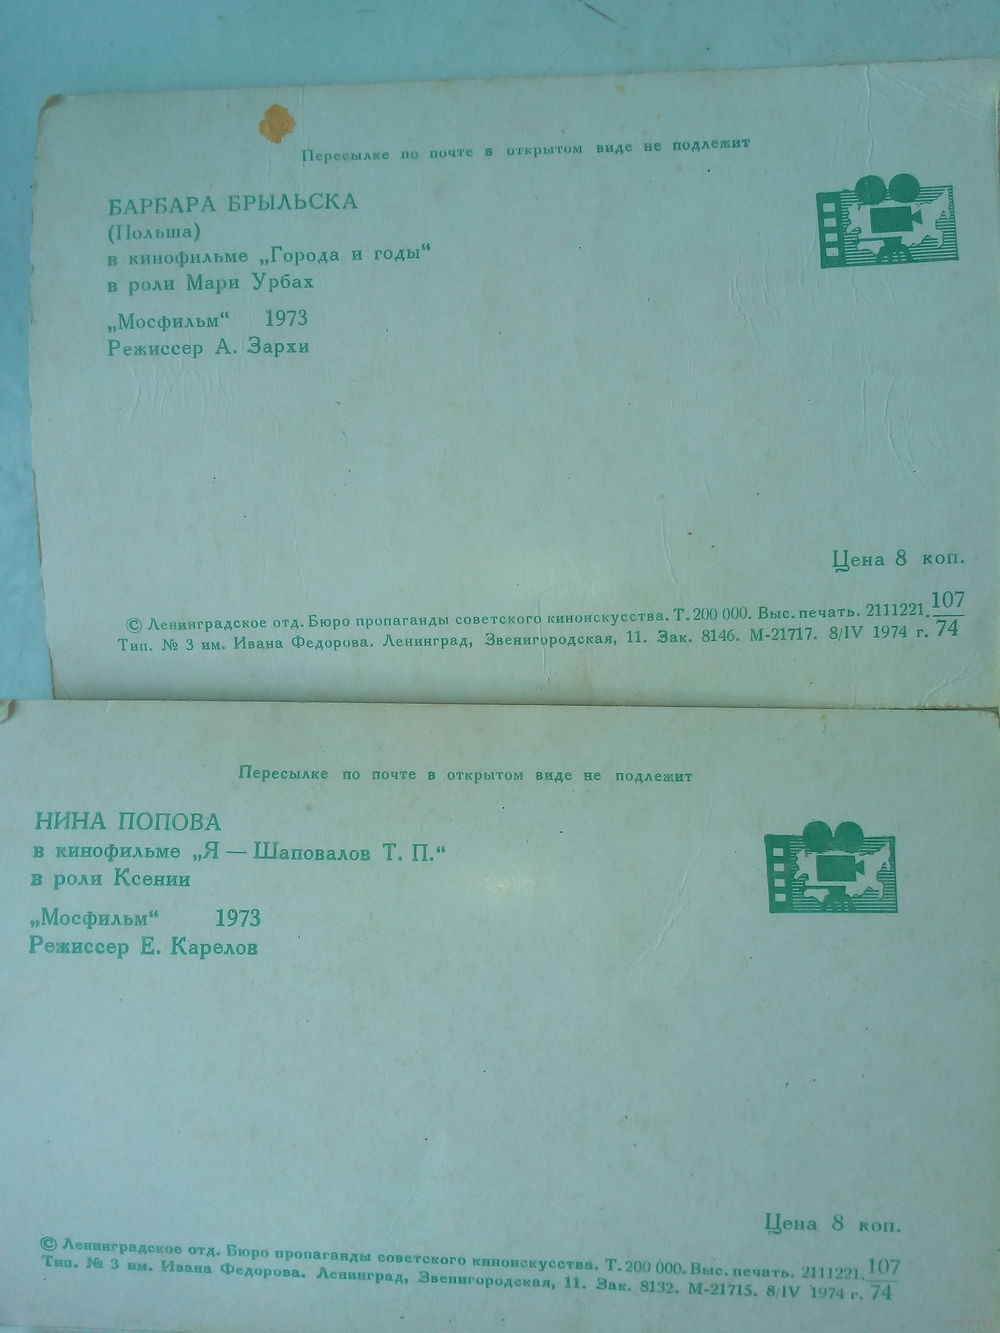 Пересылке по почте в открытом виде не подлежит
БАРБАРА БРЫЛЬСКА
(Польша)
в кинофильме „Города и годы“
в роли Мари Урбах
„Мосфильм“ 1973
Режиссер А. Зархи
Цена 8 коп.
© Ленинградское отд. Бюро пропаганды советского киноискусства. Т. 200 000. Выс. печать. 2111221. 107
Тип. № 3 им. Ивана Федорова. Ленинград, Звенигородская, 11. Зак. 8146. М-21717. 8/IV 1974 г. 74
Пересылке по почте в открытом виде не подлежит
НИНА ПОПОВА
в кинофильме „Я — Шаповалов Т. П.“
в роли Ксении
„Мосфильм“ 1973
Режиссер Е. Карелов
Цена 8 коп.
© Ленинградское отд. Бюро пропаганды советского киноискусства. Т. 200 000. Выс. печать. 2111221. 107
Тип. № 3 им. Ивана Федорова. Ленинград, Звенигородская, 11. Зак. 8132. М-21715. 8/IV 1974 г. 74